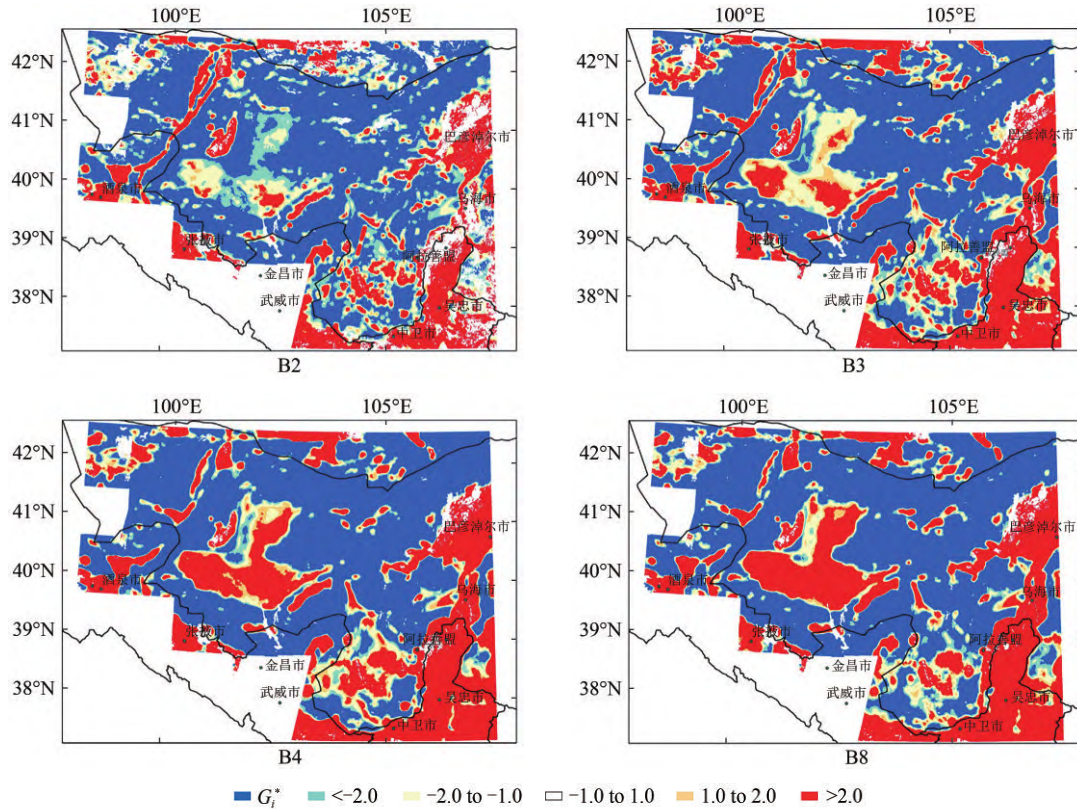 100°E 105°E 100°E 105°E
42°N 42°N
41°N 41°N
巴彦淖尔市 巴彦淖尔市
40°N 40°N
酒泉市 乌海市 酒泉市 乌海市
39°N 39°N
张掖市 阿拉善盟 张掖市 阿拉善盟
金昌市 金昌市
38°N 38°N
武威市 吴忠市 武威市 吴忠市
中卫市 中卫市
B2 B3
100°E 105°E 100°E 105°E
42°N 42°N
41°N 41°N
巴彦淖尔市 巴彦淖尔市
40°N 40°N
酒泉市 乌海市 酒泉市 乌海市
39°N 39°N
张掖市 阿拉善盟 张掖市 阿拉善盟
金昌市 金昌市
38°N 38°N
武威市 吴忠市 武威市 吴忠市
中卫市 中卫市
B4 B8
G_i^* <−2.0 −2.0 to −1.0 −1.0 to 1.0 1.0 to 2.0 >2.0